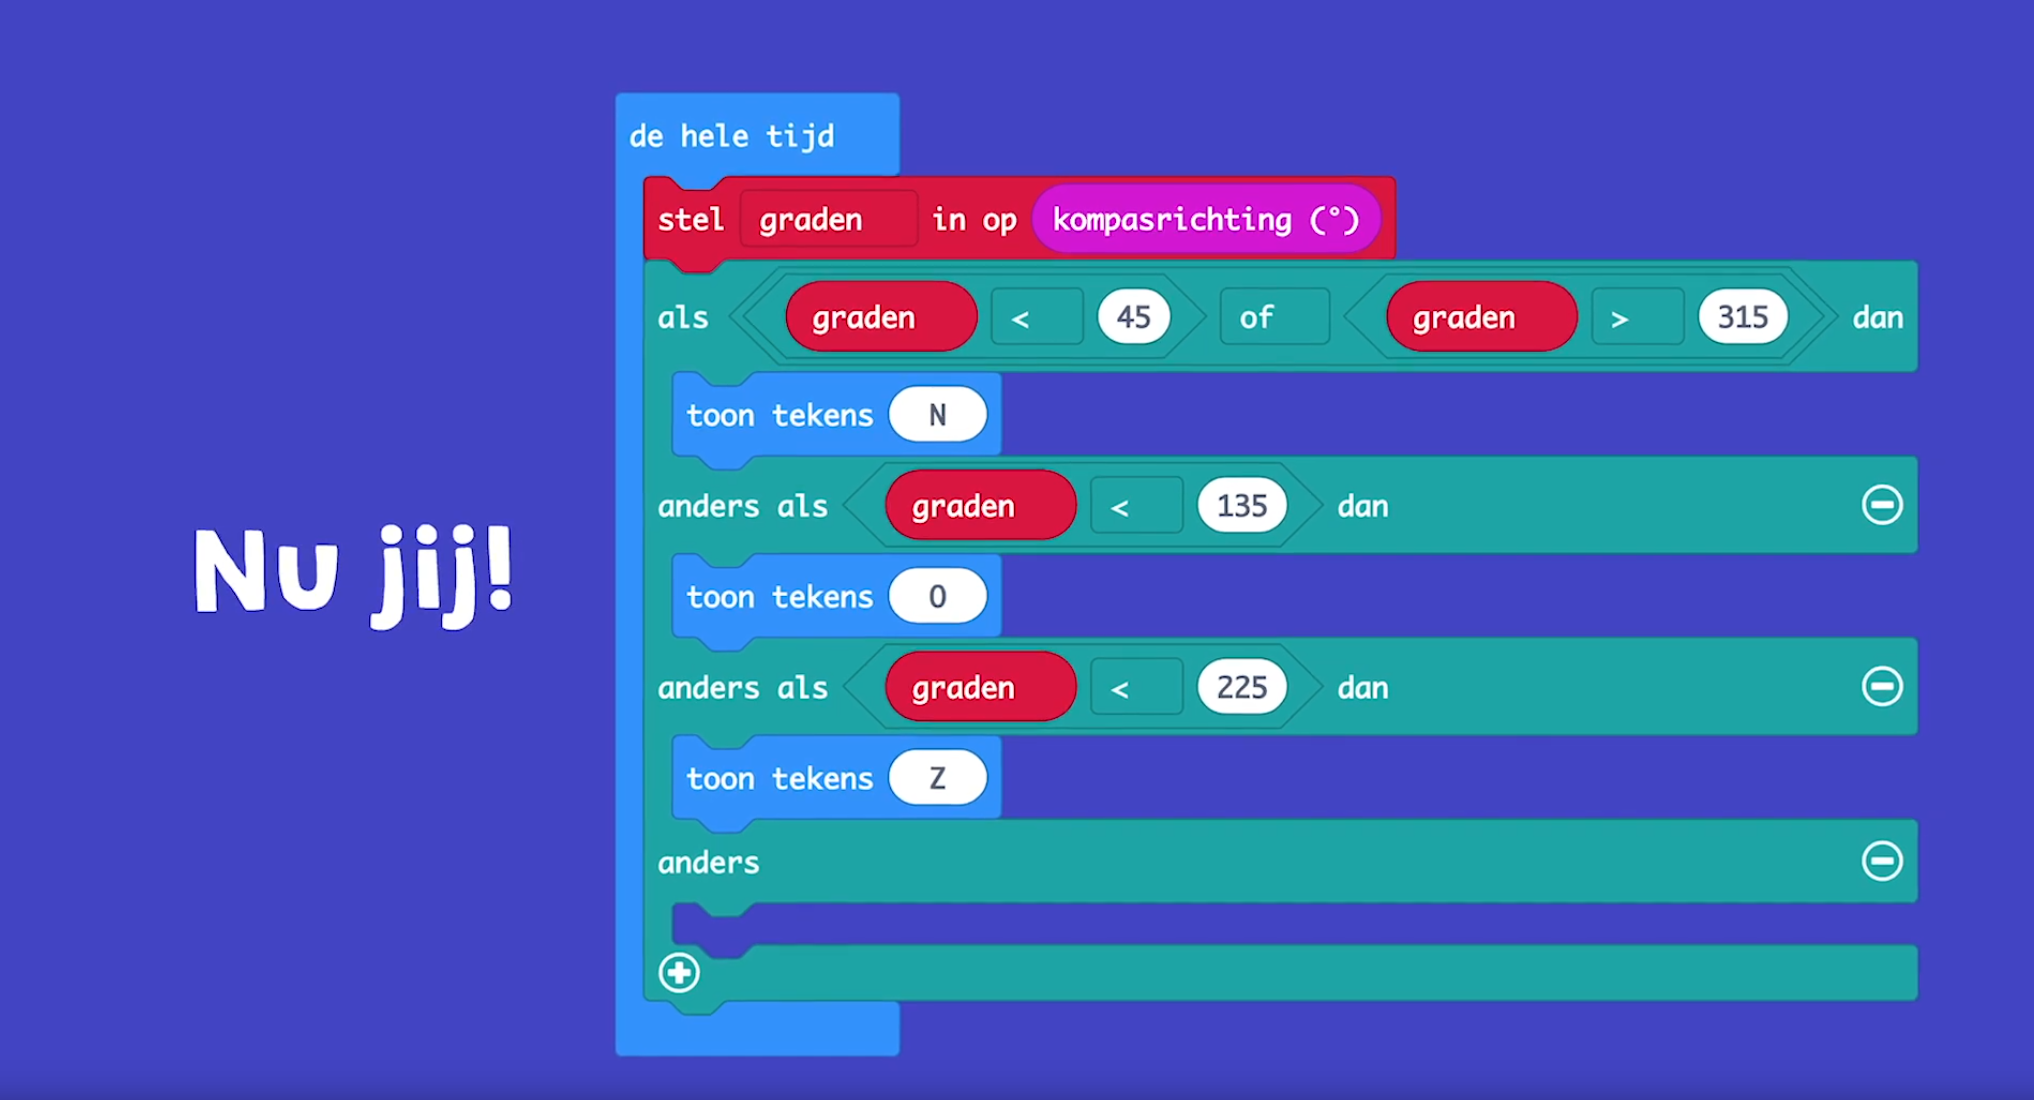 de hele tijd
stel graden in op kompasrichting (°)
als graden < 45 of graden > 315 dan
toon tekens N
anders als graden < 135 dan
toon tekens O
anders als graden < 225 dan
toon tekens Z
anders
Nu jij!